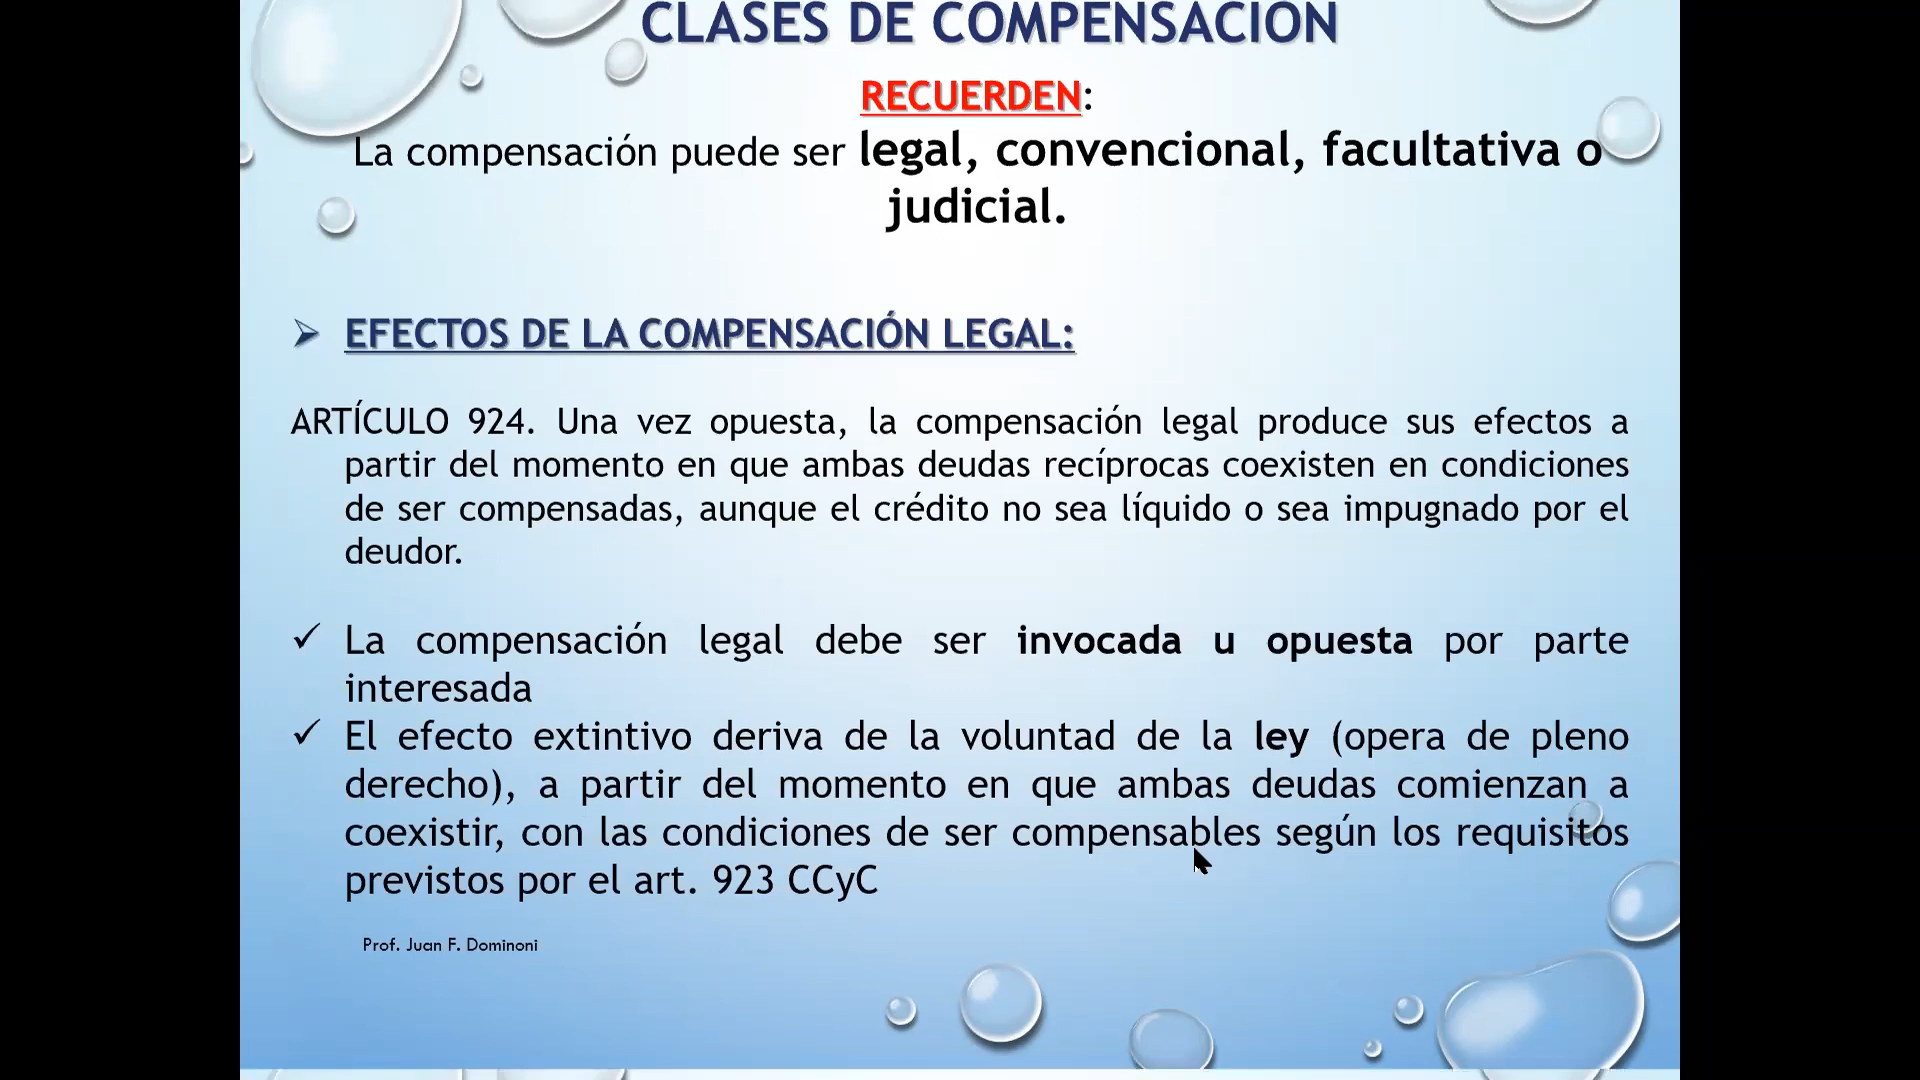 CLASES DE COMPENSACIÓN
RECUERDEN:
La compensación puede ser legal, convencional, facultativa o
judicial.
➢ EFECTOS DE LA COMPENSACIÓN LEGAL:
ARTÍCULO 924. Una vez opuesta, la compensación legal produce sus efectos a
partir del momento en que ambas deudas recíprocas coexisten en condiciones
de ser compensadas, aunque el crédito no sea líquido o sea impugnado por el
deudor.
✓ La compensación legal debe ser invocada u opuesta por parte
interesada
✓ El efecto extintivo deriva de la voluntad de la ley (opera de pleno
derecho), a partir del momento en que ambas deudas comienzan a
coexistir, con las condiciones de ser compensables según los requisitos
previstos por el art. 923 CCyC
Prof. Juan F. Dominoni